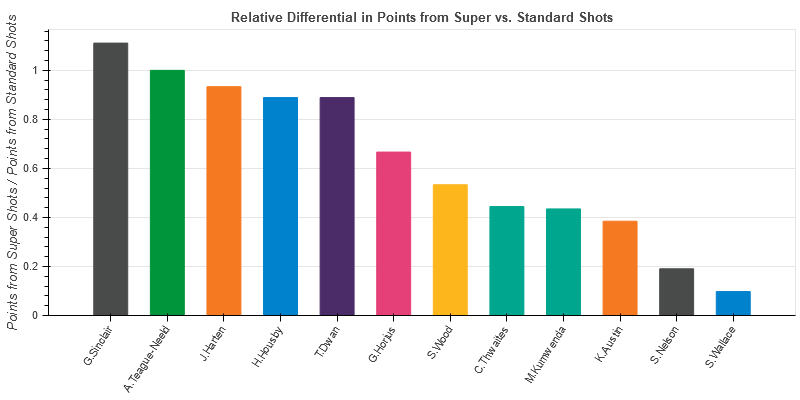 Relative Differential in Points from Super vs. Standard Shots
Points from Super Shots / Points from Standard Shots
1
0.8
0.6
0.4
0.2
0
G.Sinclair
A.Teague-Neeld
J.Harten
H.Housby
T.Dwan
G.Horjus
S.Wood
C.Thwaites
M.Kumwenda
K.Austin
S.Nelson
S.Wallace